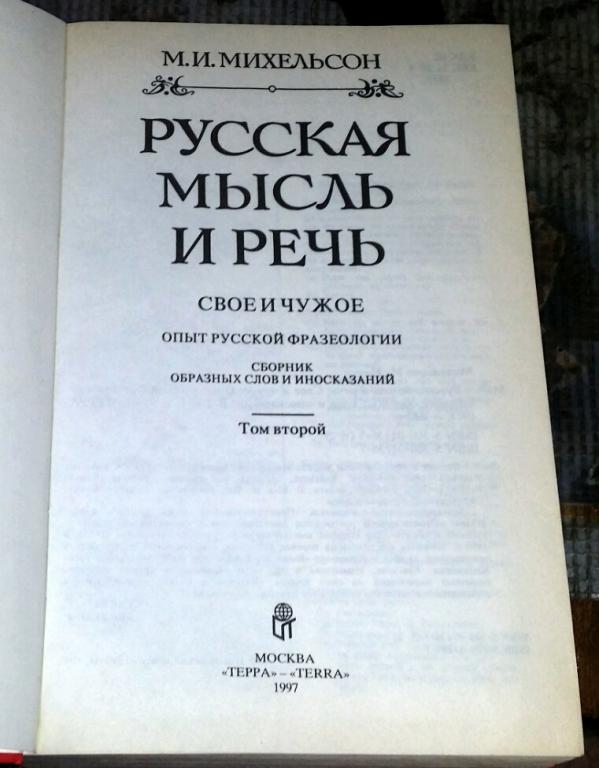 М.И. МИХЕЛЬСОН
РУССКАЯ
МЫСЛЬ
И РЕЧЬ
СВОЕ И ЧУЖОЕ
ОПЫТ РУССКОЙ ФРАЗЕОЛОГИИ
СБОРНИК
ОБРАЗНЫХ СЛОВ И ИНОСКАЗАНИЙ
Том второй
МОСКВА
«ТЕРРА» – «TERRA»
1997